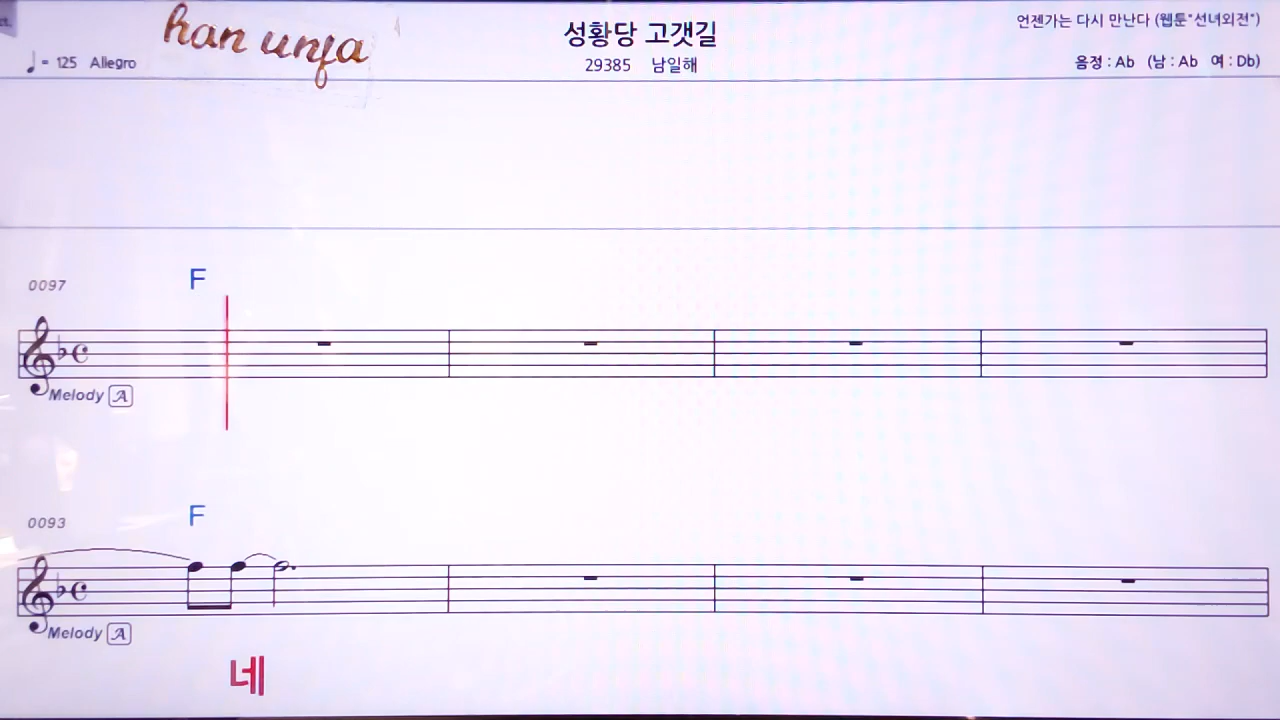 han unja
성황당 고갯길
언젠가는 다시 만난다 (웹툰"선녀외전")
♩= 125 Allegro
29385 남일해
음정 : Ab (남 : Ab 여 : Db)
0097
F
Melody A
0093
F
Melody A
네